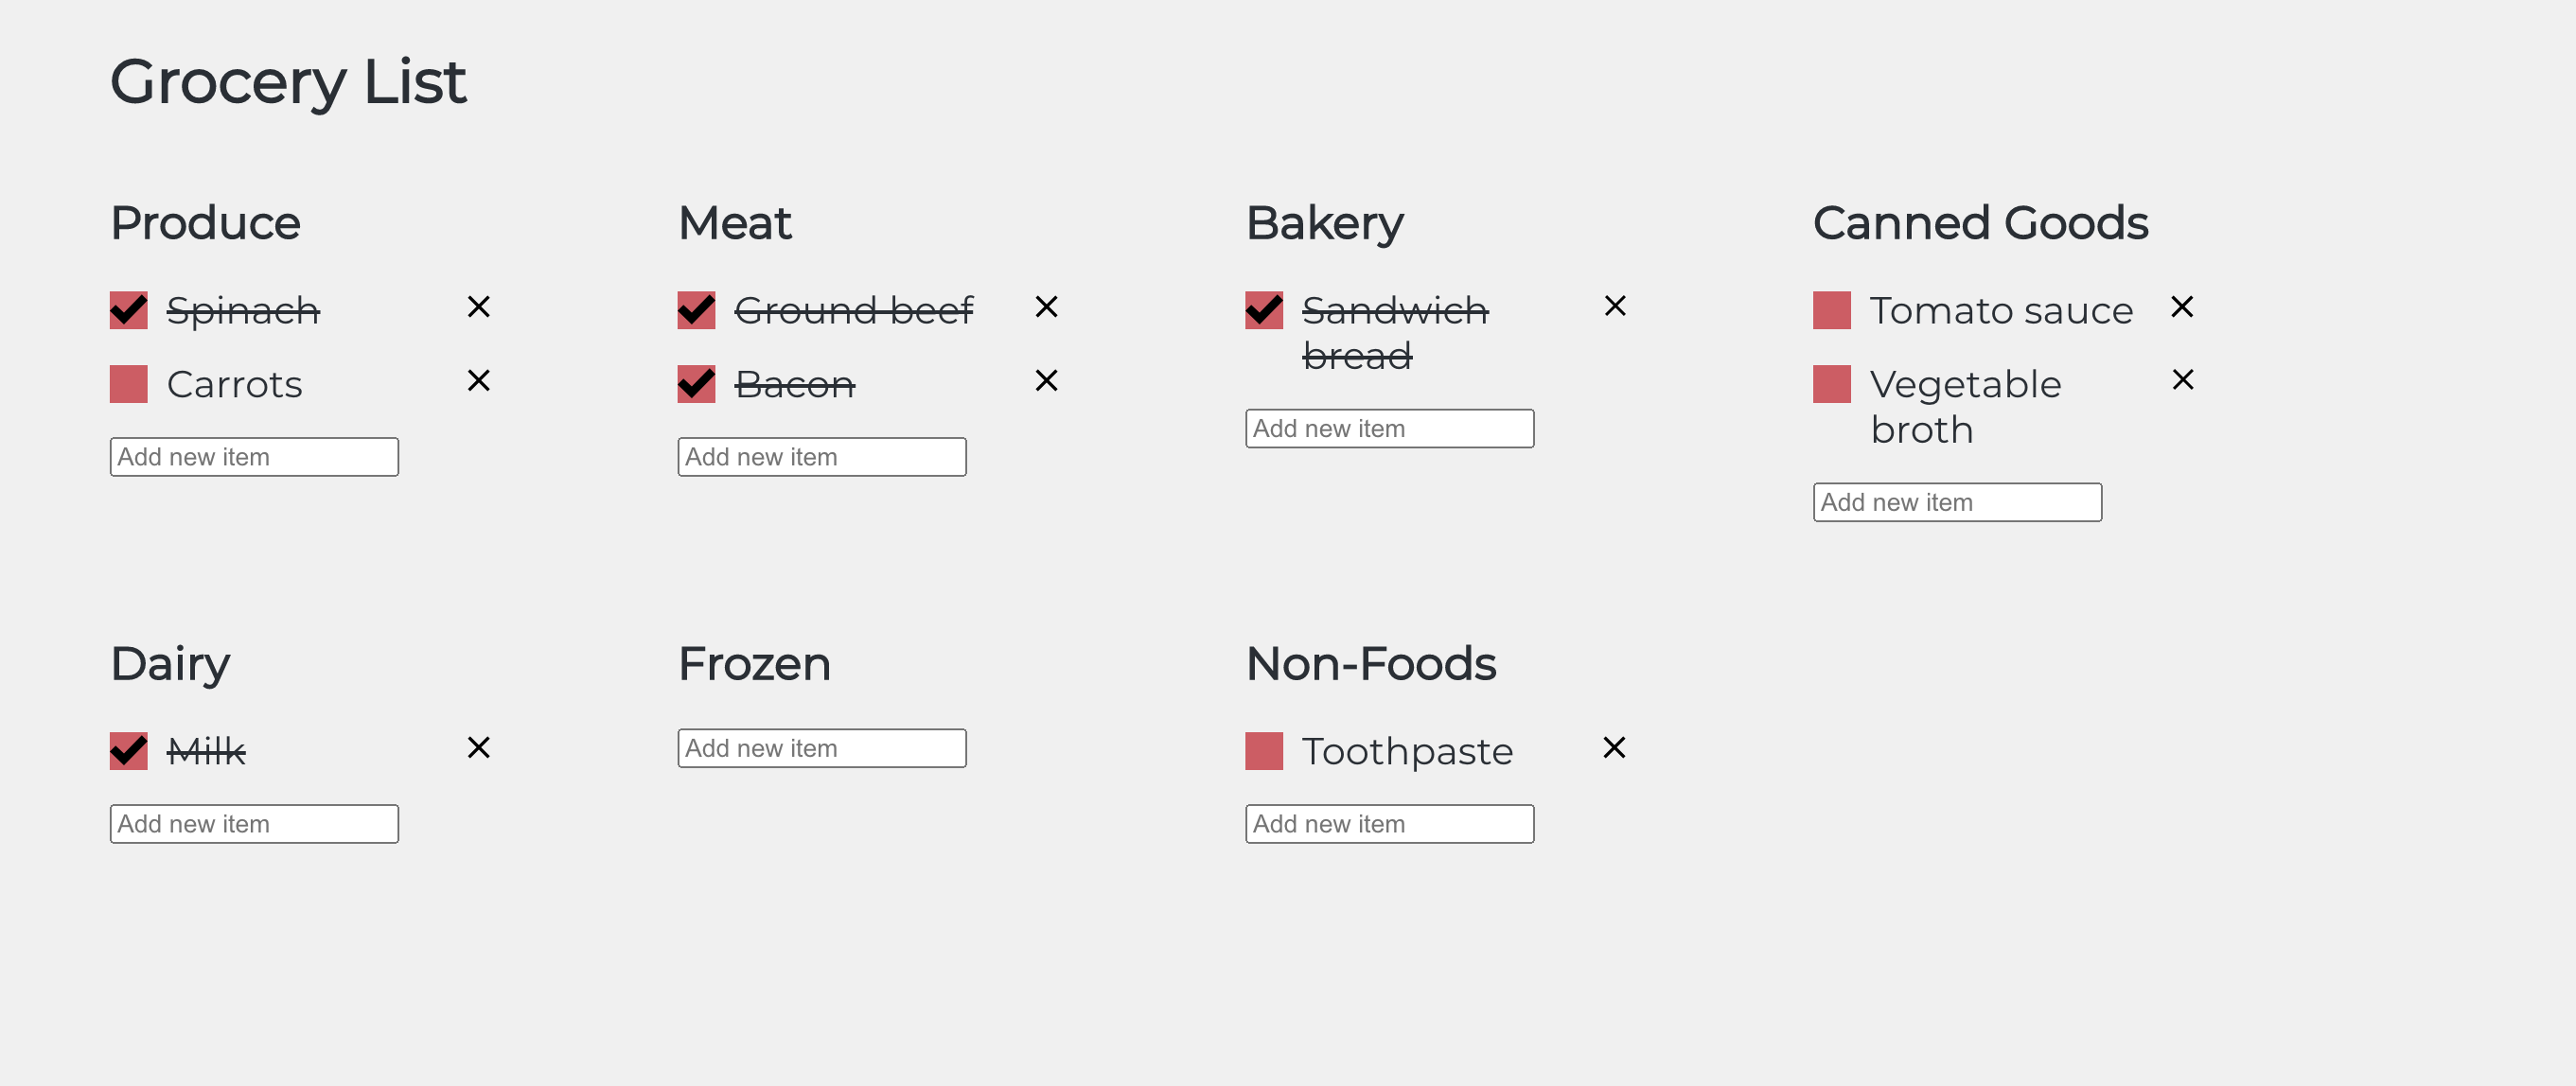 Grocery List
Produce
Spinach
Carrots
Add new item
Meat
Ground beef
Bacon
Add new item
Bakery
Sandwich
bread
Add new item
Canned Goods
Tomato sauce
Vegetable
broth
Add new item
Dairy
Milk
Add new item
Frozen
Add new item
Non-Foods
Toothpaste
Add new item